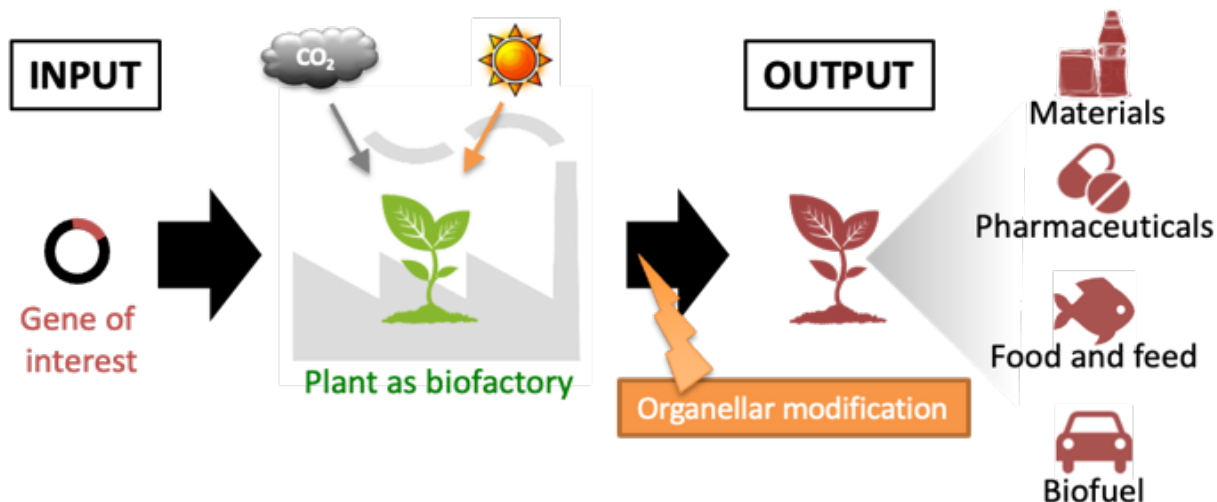 INPUT
CO₂
OUTPUT
Materials
Pharmaceuticals
Gene of
interest
Food and feed
Plant as biofactory
Organellar modification
Biofuel